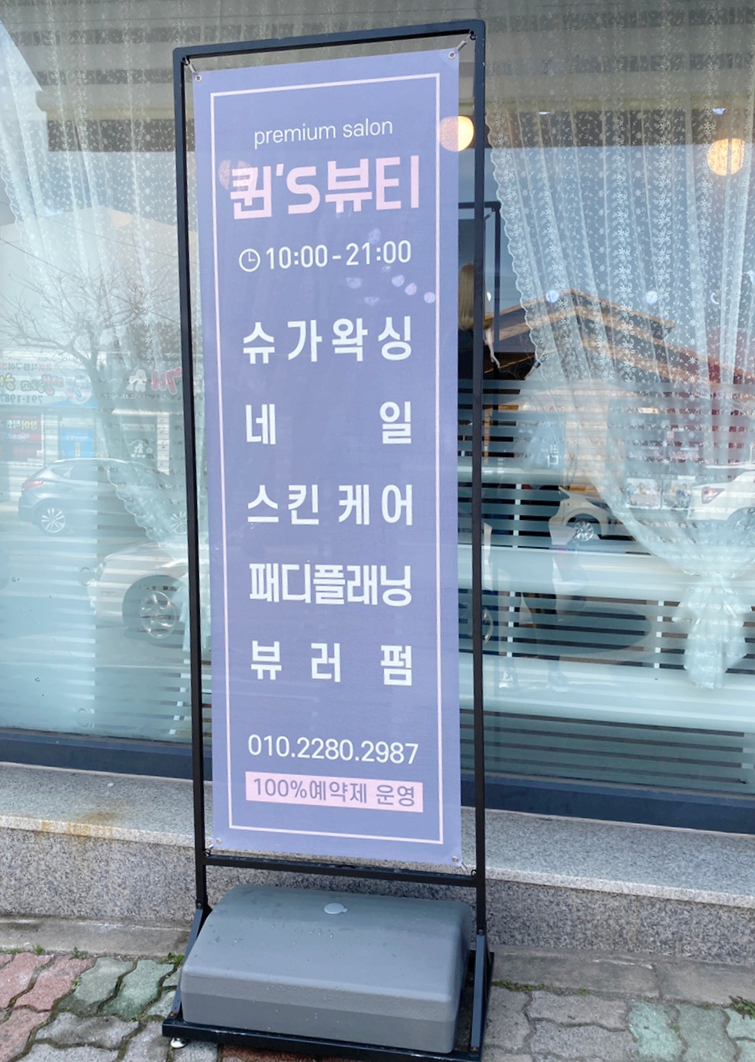 premium salon
퀸'S뷰티
10:00-21:00
슈가왁싱
네 일
스킨 케어
패디플래닝
뷰 러 펌
010.2280.2987
100%예약제 운영